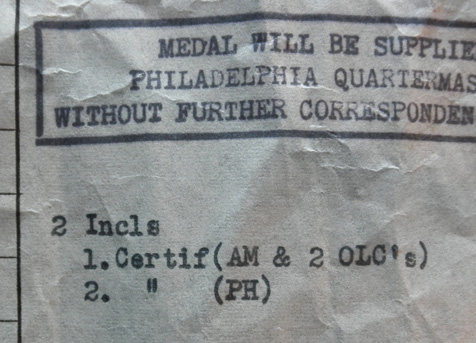 MEDAL WILL BE SUPPLIE
PHILADELPHIA QUARTERMAS
WITHOUT FURTHER CORRESPONDEN
2 Incls
1.Certif(AM & 2 OLC's)
2. " (PH)